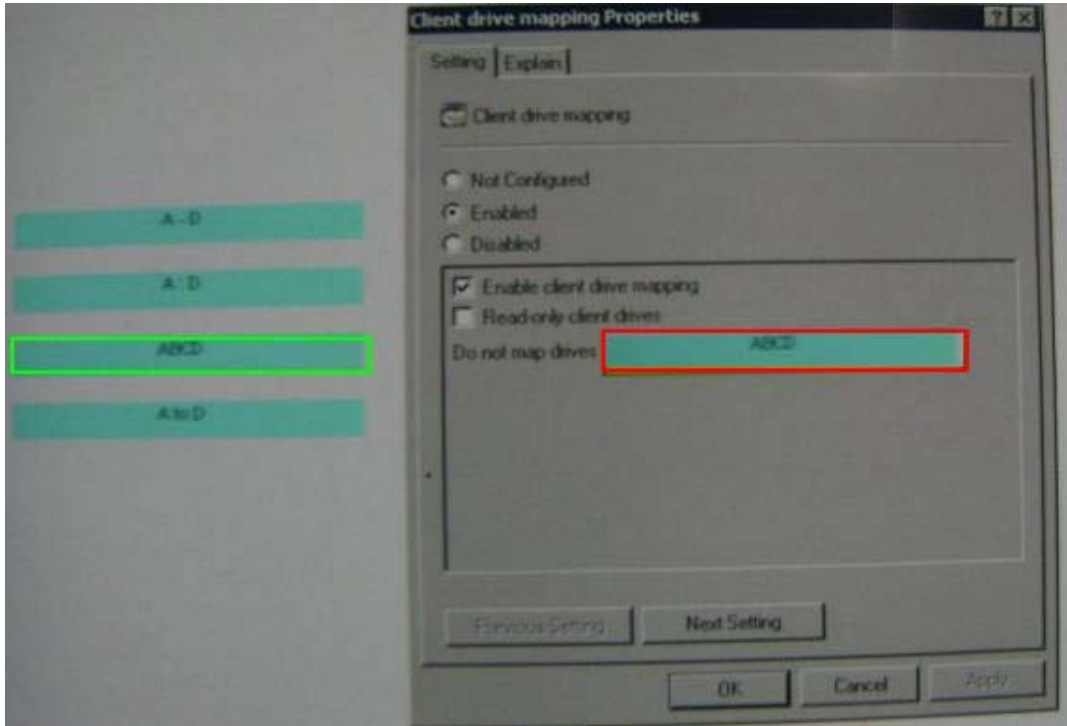 Client drive mapping Properties
Setting Explain
Client drive mapping
Not Configured
Enabled
Disabled
A - D
A : D
ABCD
A to D
Enable client drive mapping
Read-only client drives
Do not map drives ABCD
Previous Setting Next Setting
OK Cancel Apply